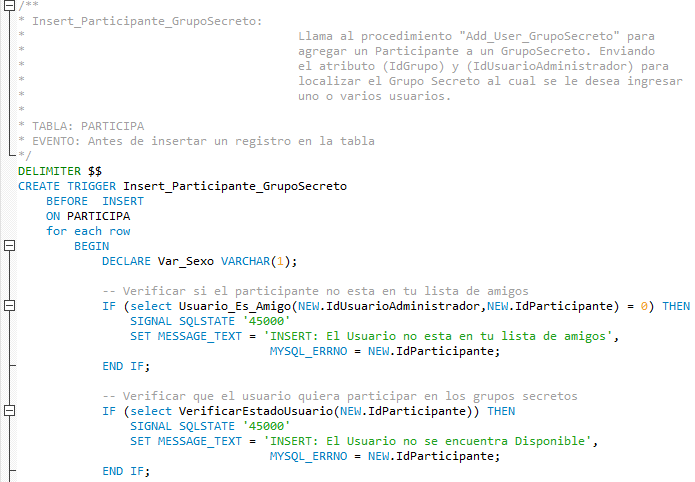 /**
* Insert_Participante_GrupoSecreto:
* Llama al procedimiento "Add_User_GrupoSecreto" para
* agregar un Participante a un GrupoSecreto. Enviando
* el atributo (IdGrupo) y (IdUsuarioAdministrador) para
* localizar el Grupo Secreto al cual se le desea ingresar
* uno o varios usuarios.
*
* TABLA: PARTICIPA
* EVENTO: Antes de insertar un registro en la tabla
*/
DELIMITER $$
CREATE TRIGGER Insert_Participante_GrupoSecreto
BEFORE INSERT
ON PARTICIPA
for each row
BEGIN
DECLARE Var_Sexo VARCHAR(1);
-- Verificar si el participante no esta en tu lista de amigos
IF (select Usuario_Es_Amigo(NEW.IdUsuarioAdministrador,NEW.IdParticipante) = 0) THEN
SIGNAL SQLSTATE '45000'
SET MESSAGE_TEXT = 'INSERT: El Usuario no esta en tu lista de amigos',
MYSQL_ERRNO = NEW.IdParticipante;
END IF;
-- Verificar que el usuario quiera participar en los grupos secretos
IF (select VerificarEstadoUsuario(NEW.IdParticipante)) THEN
SIGNAL SQLSTATE '45000'
SET MESSAGE_TEXT = 'INSERT: El Usuario no se encuentra Disponible',
MYSQL_ERRNO = NEW.IdParticipante;
END IF;